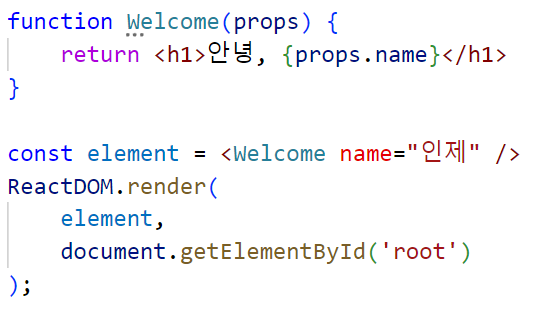 function Welcome(props) {
    return <h1>안녕, {props.name}</h1>
}

const element = <Welcome name="인제" />
ReactDOM.render(
    element,
    document.getElementById('root')
);